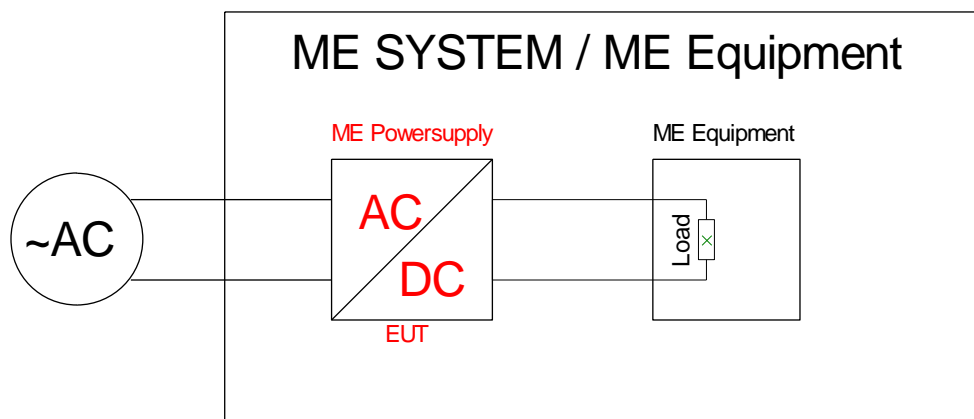 ME SYSTEM / ME Equipment
ME Powersupply
ME Equipment
~AC
AC
DC
Load
EUT